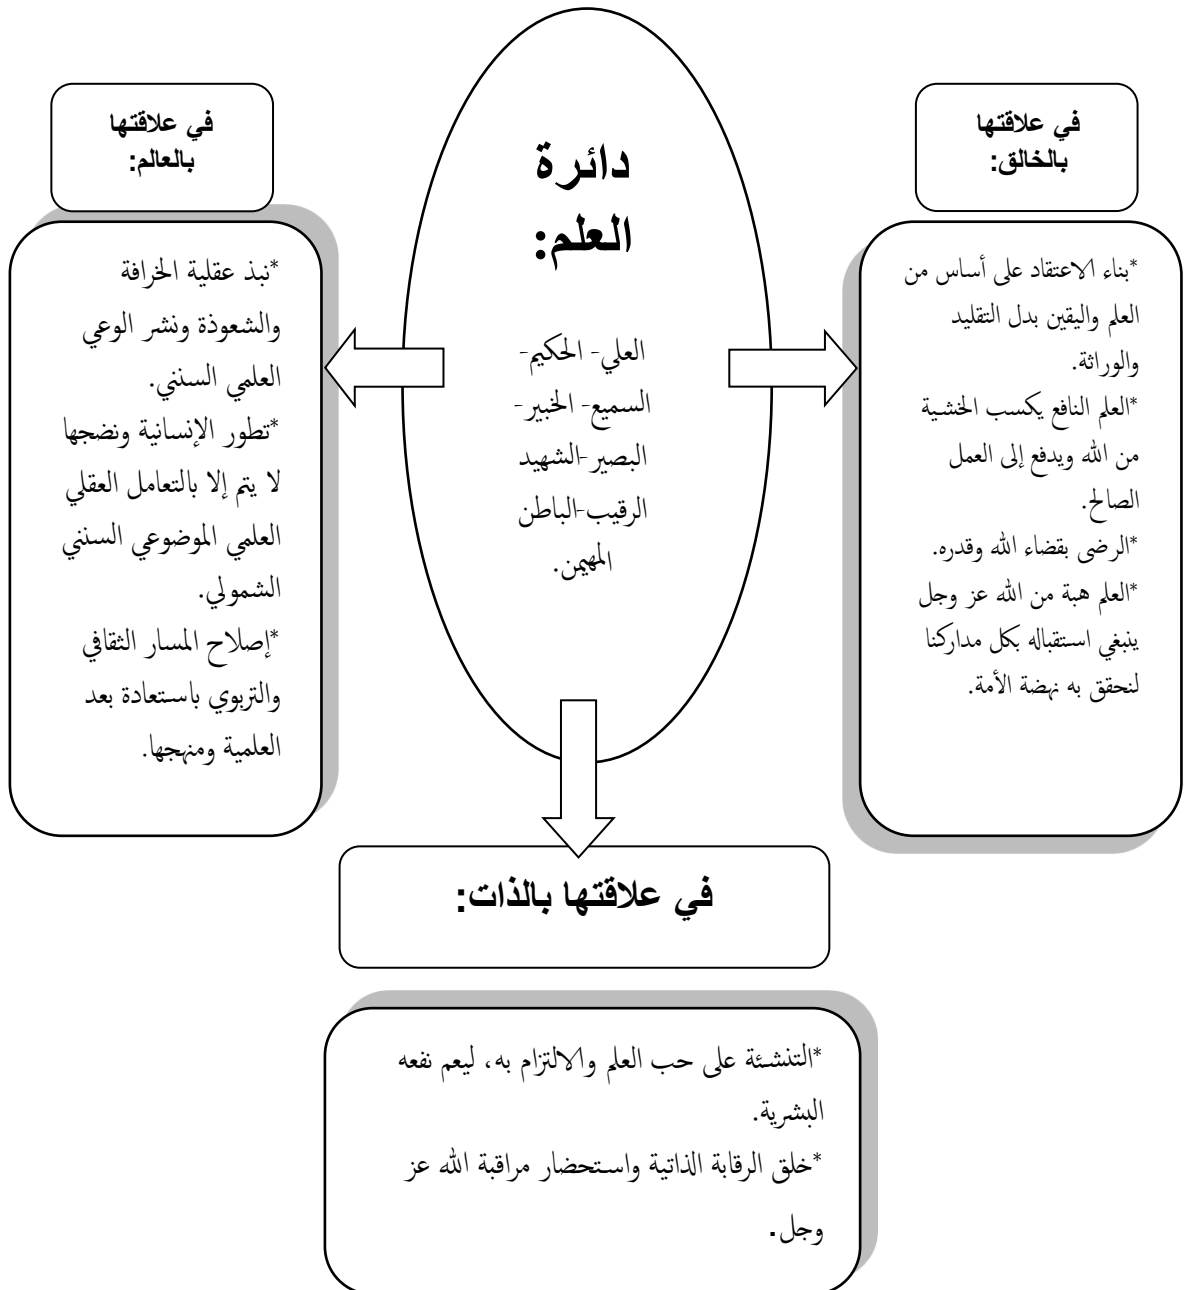 دائرة
العلم:
العلي- الحكيم-
السميع- الخبير-
البصير-الشهيد
الرقيب-الباطن
المهيمن.
في علاقتها
بالخالق:
*بناء الاعتقاد على أساس من
العلم واليقين بدل التقليد
والوراثة.
*العلم النافع يكسب الخشية
من الله ويدفع إلى العمل
الصالح.
*الرضى بقضاء الله وقدره.
*العلم هبة من الله عز وجل
ينبغي استقباله بكل مداركنا
لنحقق به نهضة الأمة.
في علاقتها
بالعالم:
*نبذ عقلية الخرافة
والشعوذة ونشر الوعي
العلمي السنني.
*تطور الإنسانية ونضجها
لا يتم إلا بالتعامل العقلي
العلمي الموضوعي السنني
الشمولي.
*إصلاح المسار الثقافي
والتربوي باستعادة بعد
العلمية ومنهجها.
في علاقتها بالذات:
*التنشئة على حب العلم والالتزام به، ليعم نفعه
البشرية.
*خلق الرقابة الذاتية واستحضار مراقبة الله عز
وجل.